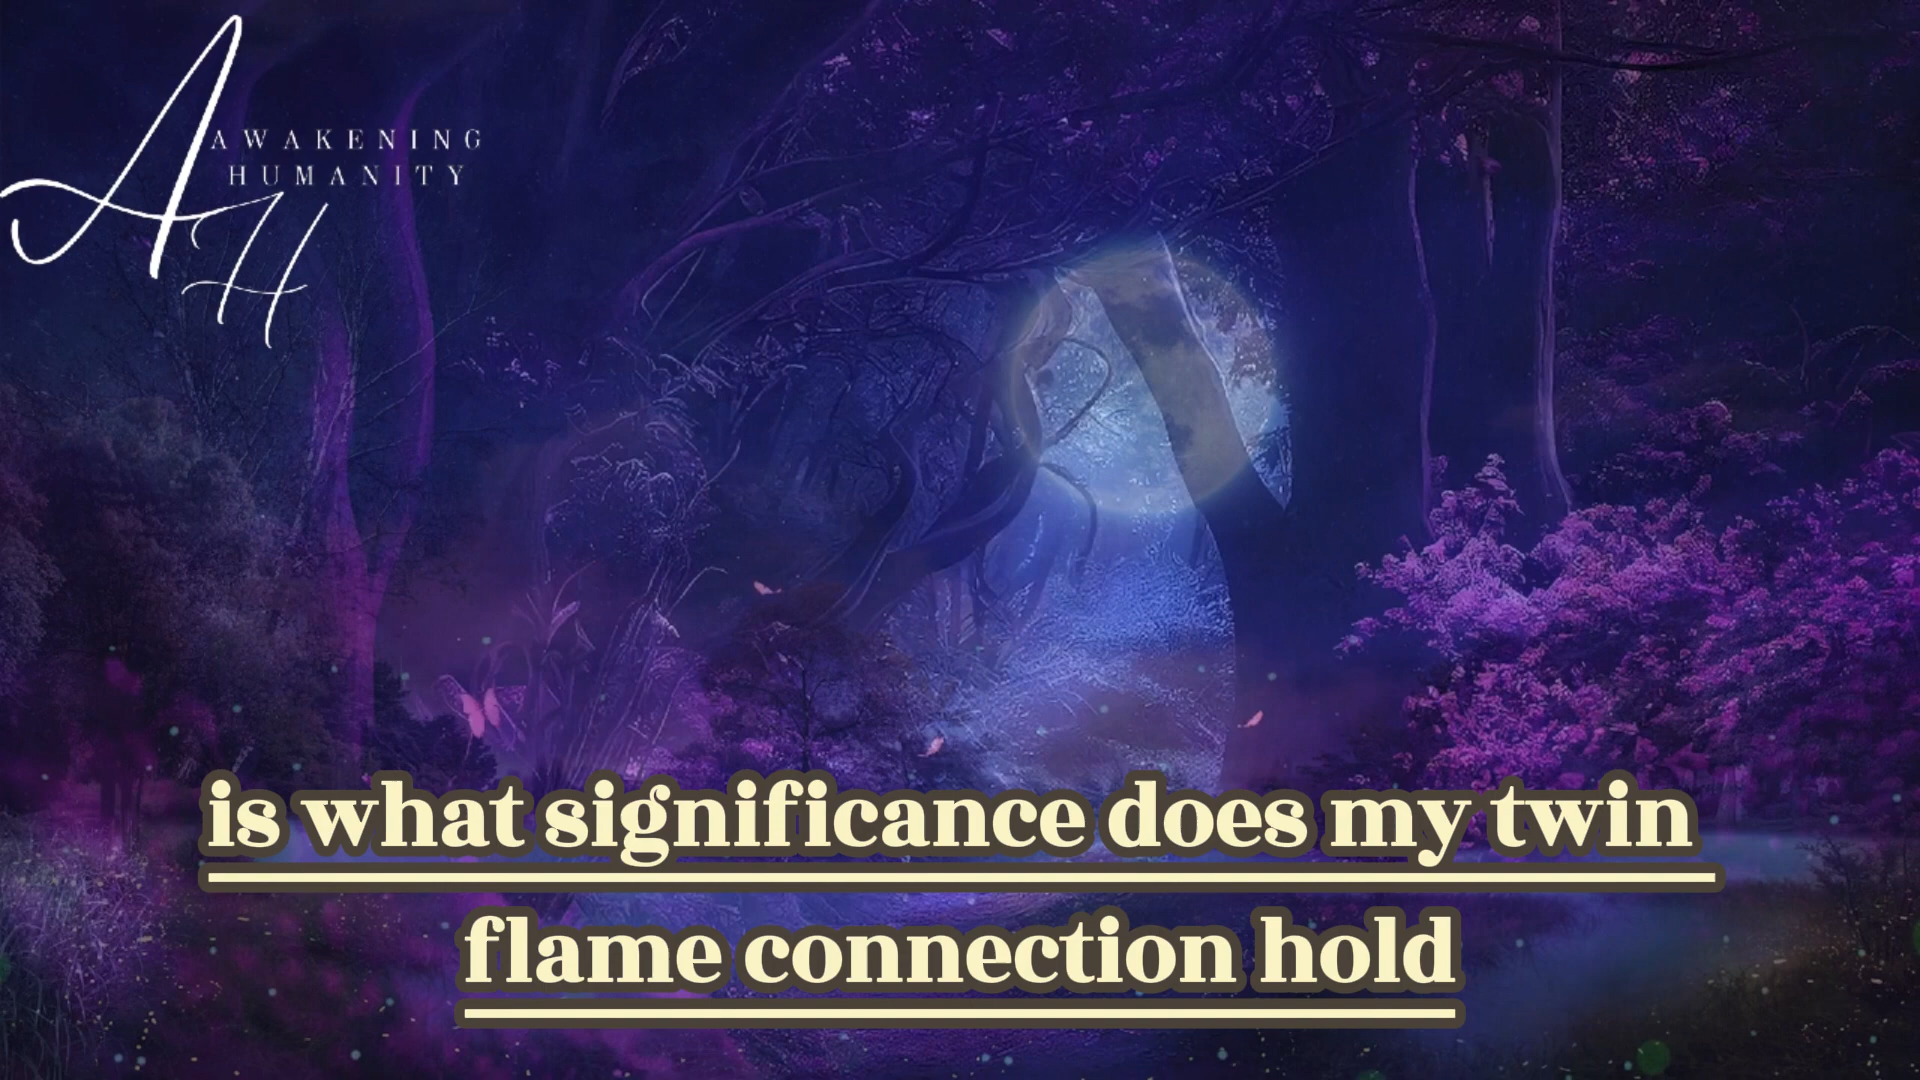 AH
AWAKENING
HUMANITY
is what significance does my twin
flame connection hold